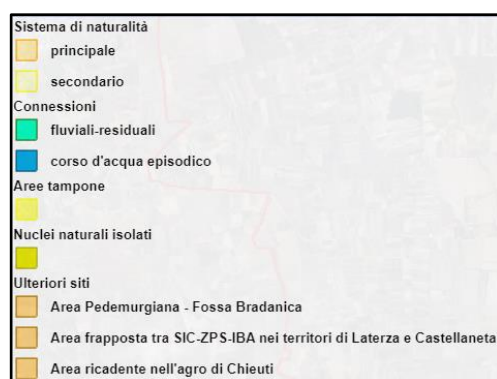 Sistema di naturalità
principale
secondario
Connessioni
fluviali-residuali
corso d'acqua episodico
Aree tampone
Nuclei naturali isolati
Ulteriori siti
Area Pedemurgiana - Fossa Bradanica
Area frapposta tra SIC-ZPS-IBA nei territori di Laterza e Castellaneta
Area ricadente nell'agro di Chieuti